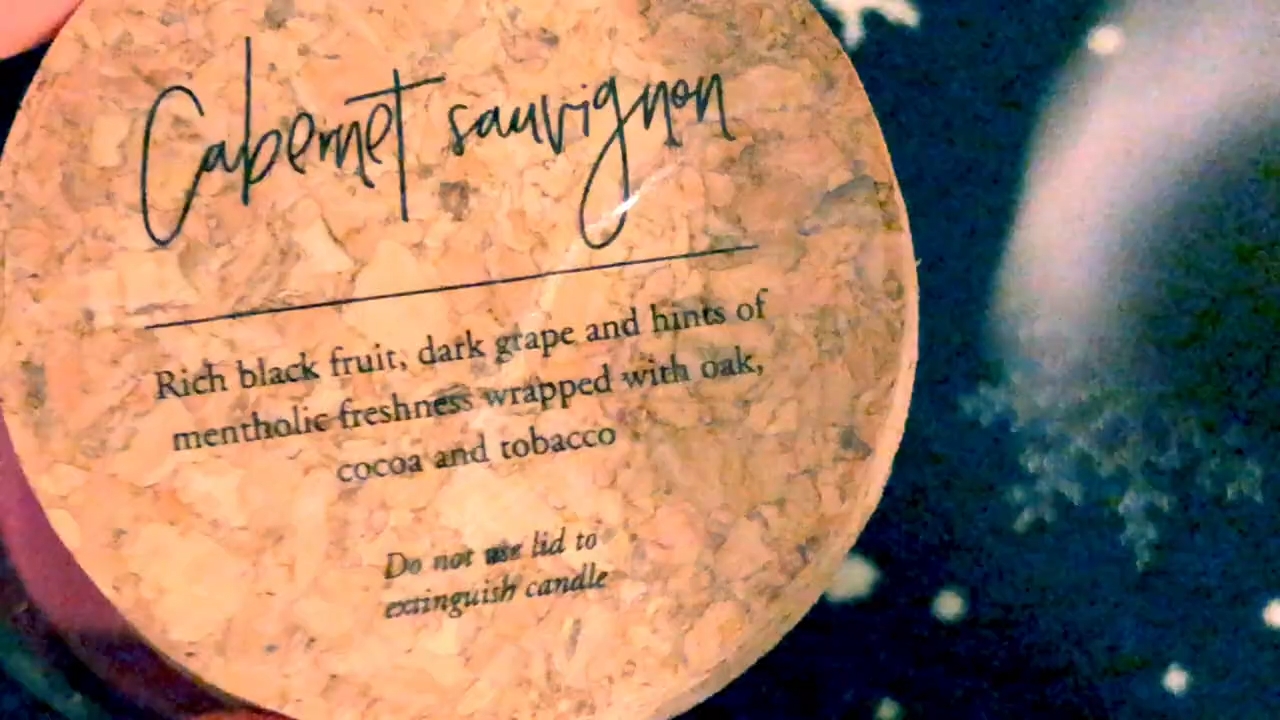 Cabernet sauvignon
Rich black fruit, dark grape and hints of
mentholic freshness wrapped with oak,
cocoa and tobacco
Do not use lid to
extinguish candle